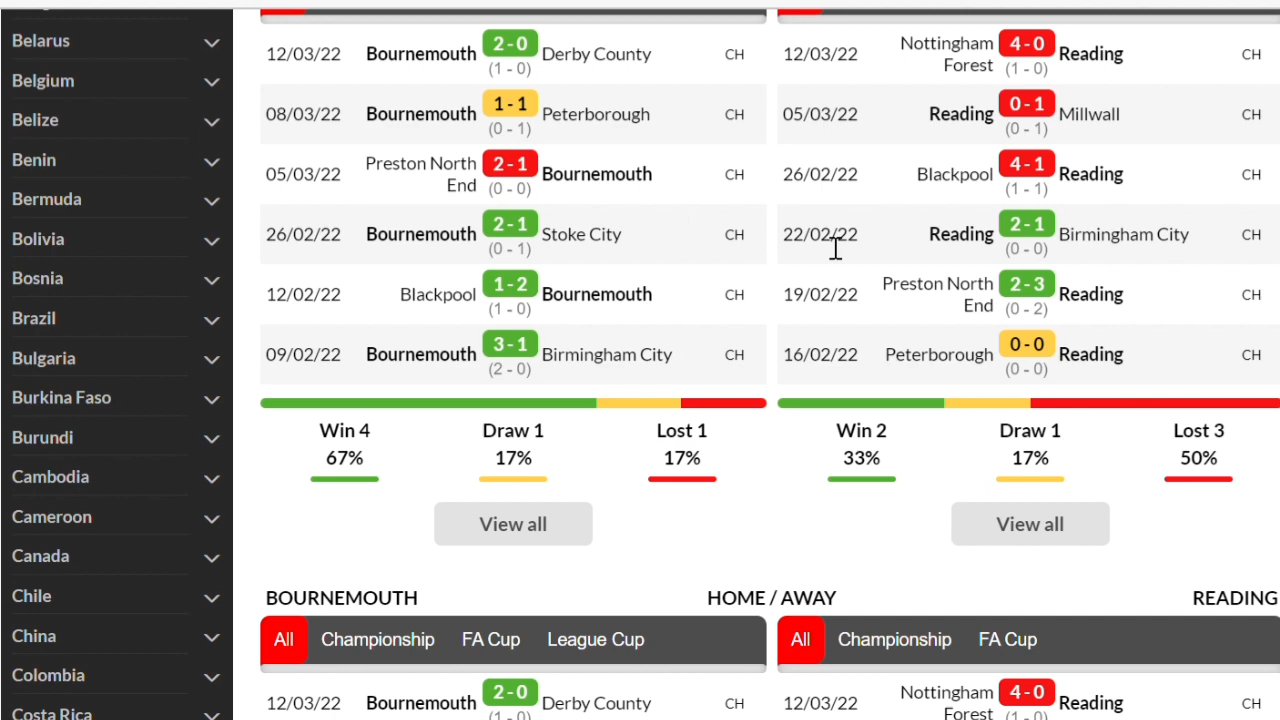 Belarus
Belgium
Belize
Benin
Bermuda
Bolivia
Bosnia
Brazil
Bulgaria
Burkina Faso
Burundi
Cambodia
Cameroon
Canada
Chile
China
Colombia
Costa Rica
12/03/22 Bournemouth 2 - 0 Derby County CH
(1 - 0)
08/03/22 Bournemouth 1 - 1 Peterborough CH
(0 - 1)
05/03/22 Preston North End 2 - 1 Bournemouth CH
(0 - 0)
26/02/22 Bournemouth 2 - 1 Stoke City CH
(0 - 1)
12/02/22 Blackpool 1 - 2 Bournemouth CH
(1 - 0)
09/02/22 Bournemouth 3 - 1 Birmingham City CH
(2 - 0)
Win 4 Draw 1 Lost 1
67% 17% 17%
View all
12/03/22 Nottingham Forest 4 - 0 Reading CH
(1 - 0)
05/03/22 Reading 0 - 1 Millwall CH
(0 - 1)
26/02/22 Blackpool 4 - 1 Reading CH
(1 - 1)
22/02/22 Reading 2 - 1 Birmingham City CH
(0 - 0)
19/02/22 Preston North End 2 - 3 Reading CH
(0 - 2)
16/02/22 Peterborough 0 - 0 Reading CH
(0 - 0)
Win 2 Draw 1 Lost 3
33% 17% 50%
View all
BOURNEMOUTH HOME / AWAY READING
All Championship FA Cup League Cup
All Championship FA Cup
12/03/22 Bournemouth 2 - 0 Derby County CH
(1 - 0)
12/03/22 Nottingham Forest 4 - 0 Reading CH
(1 - 0)